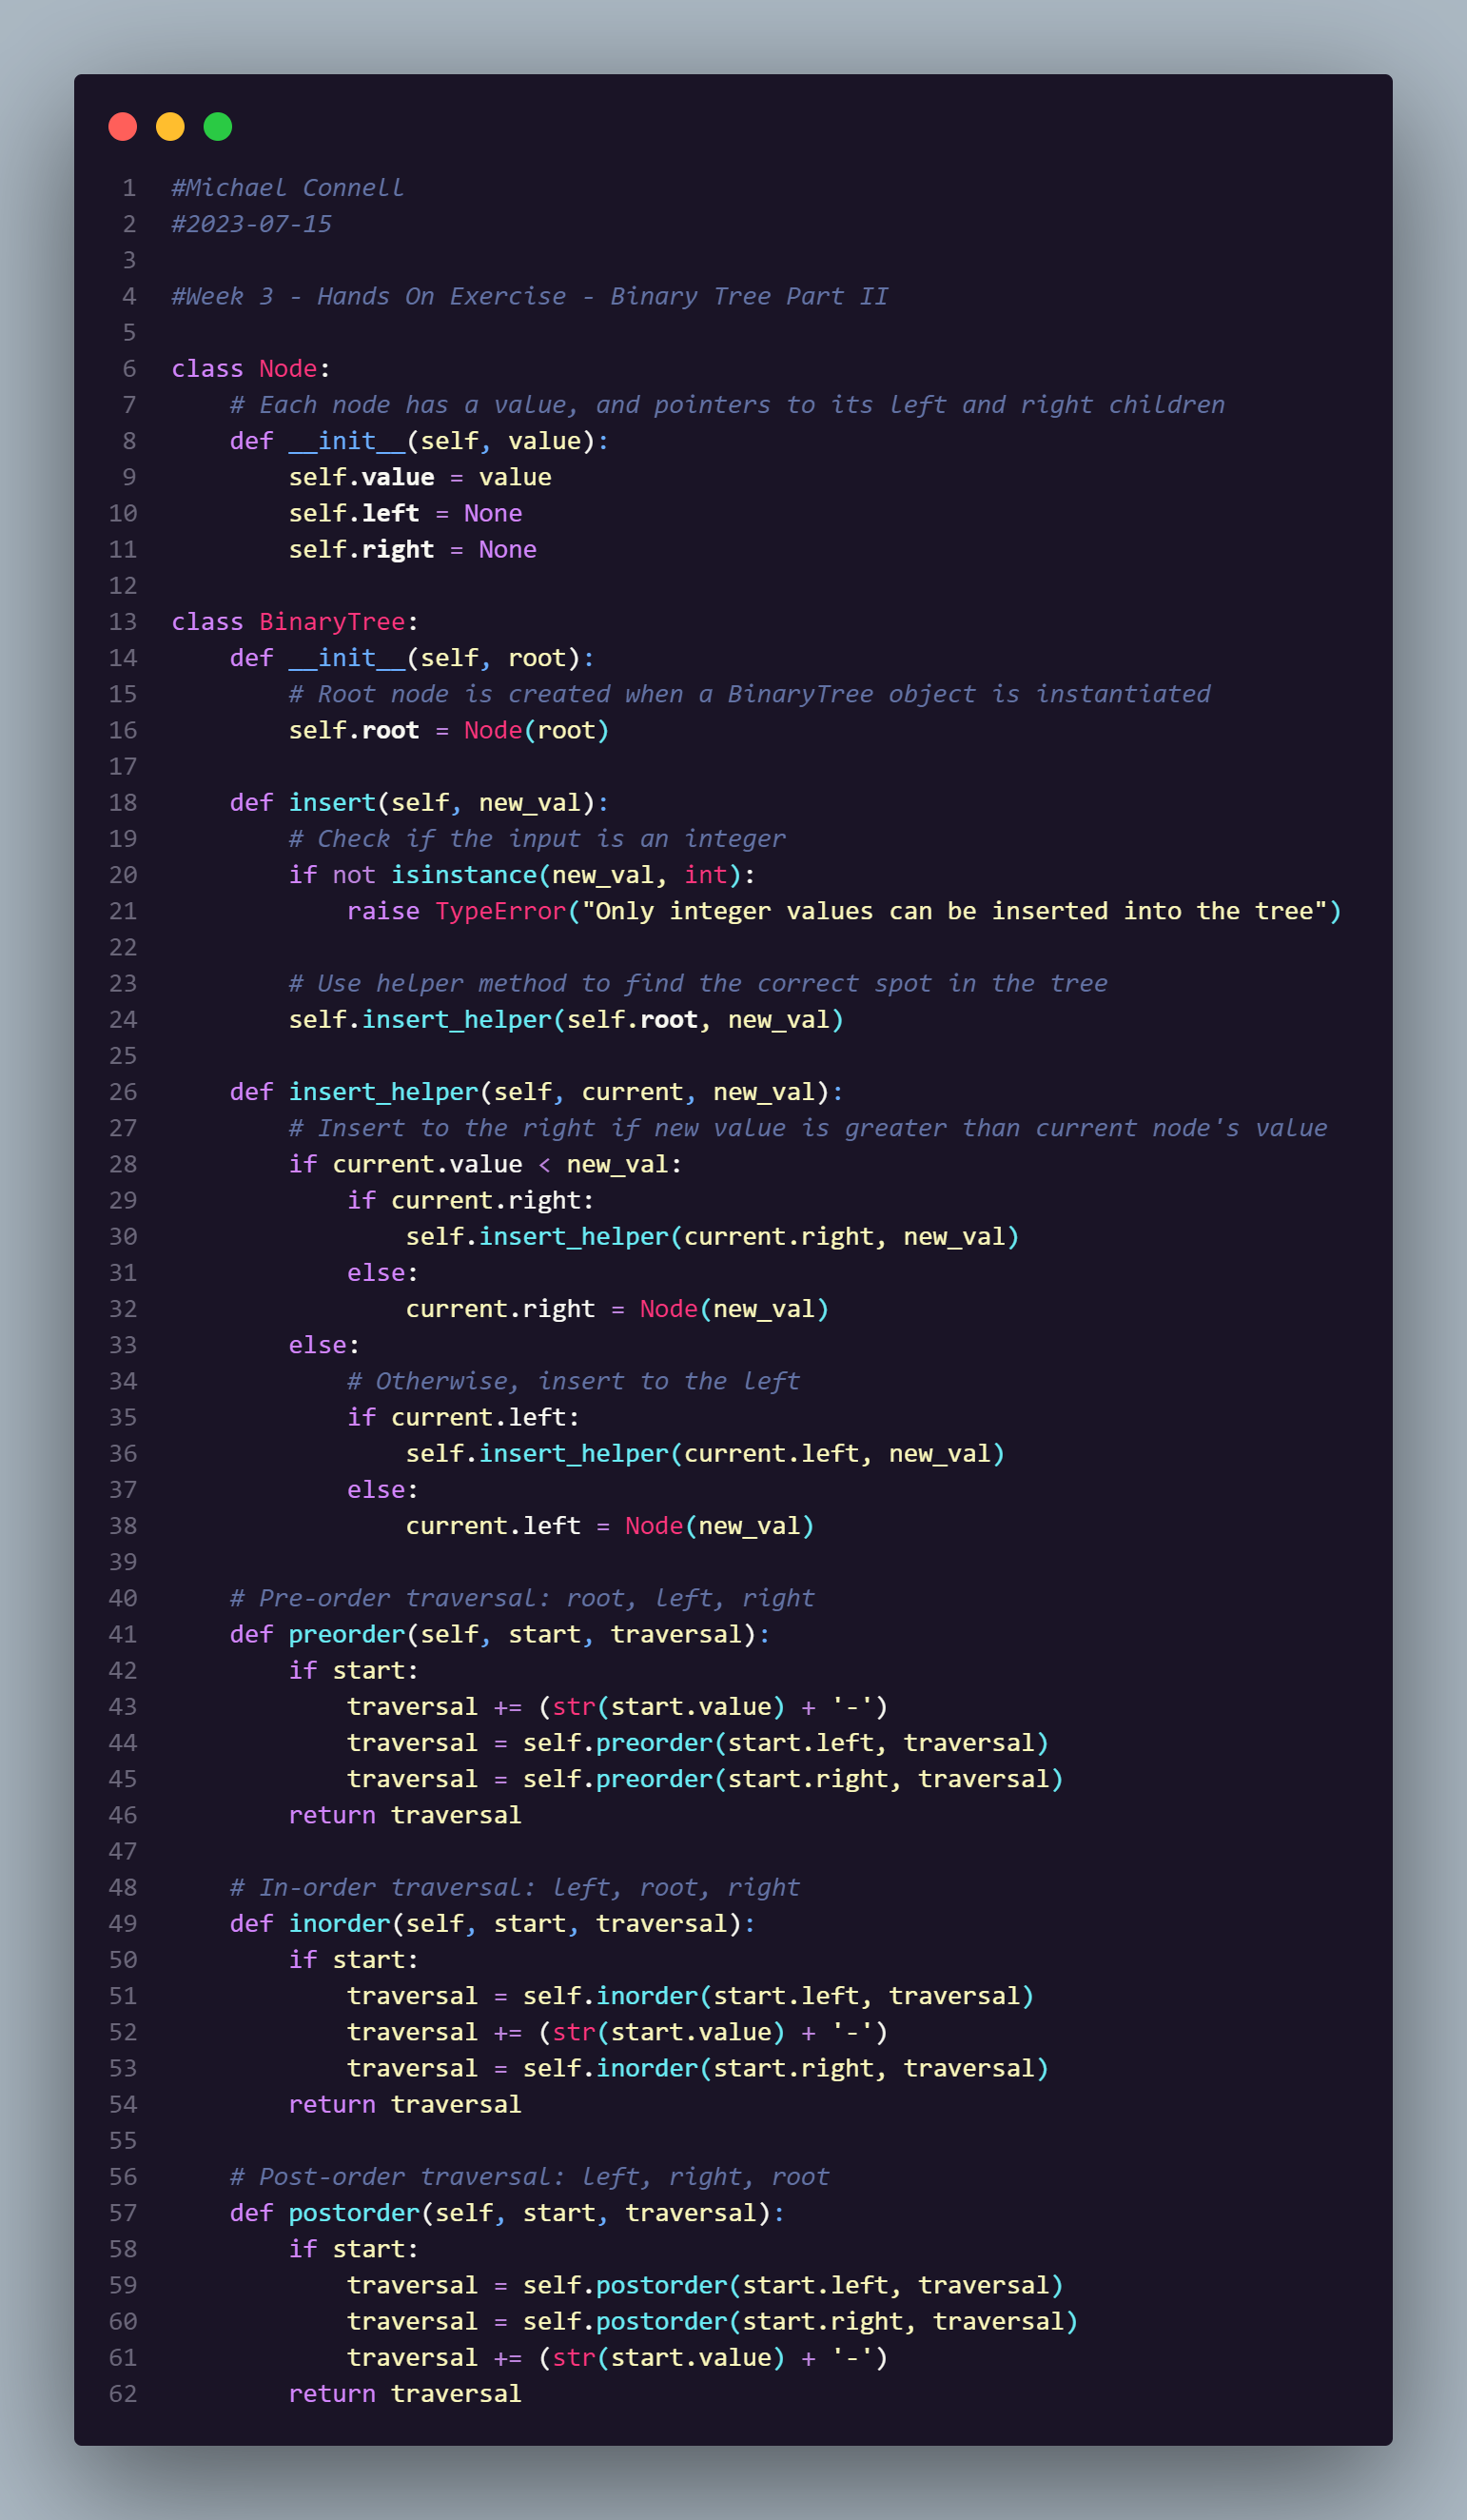 1 #Michael Connell
2 #2023-07-15
3
4 #Week 3 - Hands On Exercise - Binary Tree Part II
5
6 class Node:
7     # Each node has a value, and pointers to its left and right children
8     def __init__(self, value):
9         self.value = value
10         self.left = None
11         self.right = None
12
13 class BinaryTree:
14     def __init__(self, root):
15         # Root node is created when a BinaryTree object is instantiated
16         self.root = Node(root)
17
18     def insert(self, new_val):
19         # Check if the input is an integer
20         if not isinstance(new_val, int):
21             raise TypeError("Only integer values can be inserted into the tree")
22
23         # Use helper method to find the correct spot in the tree
24         self.insert_helper(self.root, new_val)
25
26     def insert_helper(self, current, new_val):
27         # Insert to the right if new value is greater than current node's value
28         if current.value < new_val:
29             if current.right:
30                 self.insert_helper(current.right, new_val)
31             else:
32                 current.right = Node(new_val)
33         else:
34             # Otherwise, insert to the left
35             if current.left:
36                 self.insert_helper(current.left, new_val)
37             else:
38                 current.left = Node(new_val)
39
40     # Pre-order traversal: root, left, right
41     def preorder(self, start, traversal):
42         if start:
43             traversal += (str(start.value) + '-')
44             traversal = self.preorder(start.left, traversal)
45             traversal = self.preorder(start.right, traversal)
46         return traversal
47
48     # In-order traversal: left, root, right
49     def inorder(self, start, traversal):
50         if start:
51             traversal = self.inorder(start.left, traversal)
52             traversal += (str(start.value) + '-')
53             traversal = self.inorder(start.right, traversal)
54         return traversal
55
56     # Post-order traversal: left, right, root
57     def postorder(self, start, traversal):
58         if start:
59             traversal = self.postorder(start.left, traversal)
60             traversal = self.postorder(start.right, traversal)
61             traversal += (str(start.value) + '-')
62         return traversal